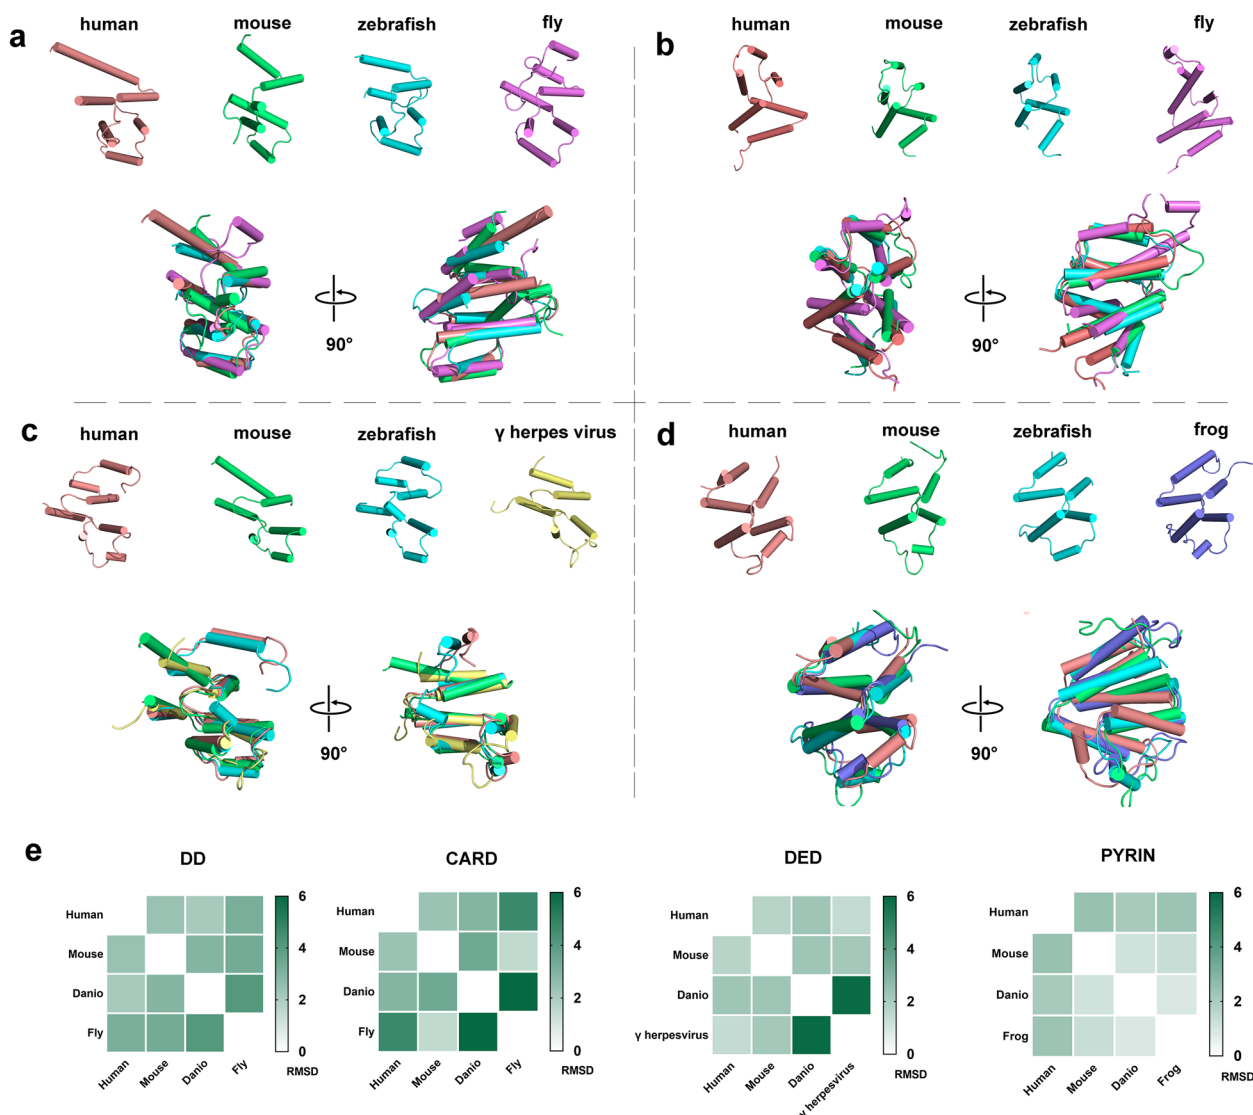 a
human mouse zebrafish fly
90°
b
human mouse zebrafish fly
90°
c
human mouse zebrafish γ herpes virus
90°
d
human mouse zebrafish frog
90°
e
DD
Human
Mouse
Danio
Fly
Human Mouse Danio Fly
6
4
2
0
RMSD
CARD
Human
Mouse
Danio
Fly
Human Mouse Danio Fly
6
4
2
0
RMSD
DED
Human
Mouse
Danio
γ herpesvirus
Human Mouse Danio γ herpesvirus
6
4
2
0
RMSD
PYRIN
Human
Mouse
Danio
Frog
Human Mouse Danio Frog
6
4
2
0
RMSD